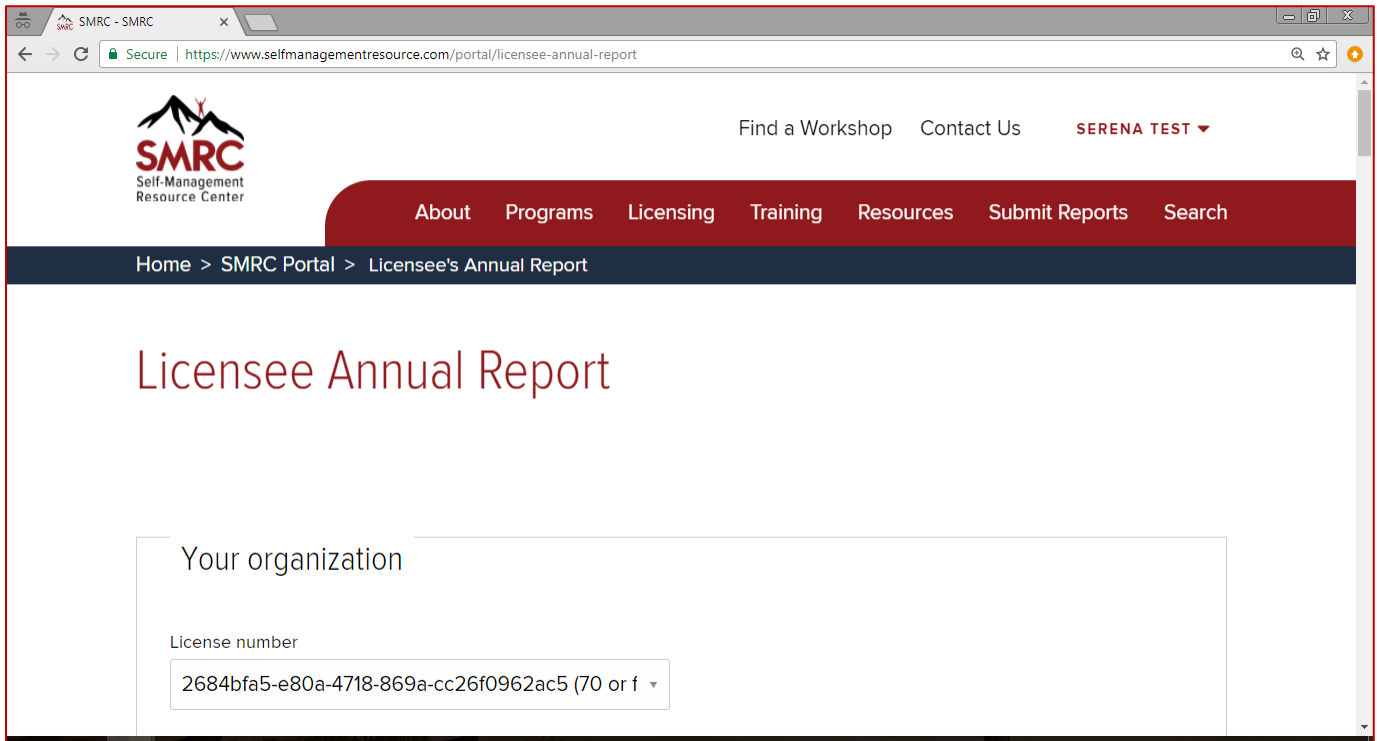 SMRC - SMRC
Secure https://www.selfmanagementresource.com/portal/licensee-annual-report
SMRC
Self-Management
Resource Center
Find a Workshop Contact Us SERENA TEST
About Programs Licensing Training Resources Submit Reports Search
Home > SMRC Portal > Licensee's Annual Report
Licensee Annual Report
Your organization
License number
2684bfa5-e80a-4718-869a-cc26f0962ac5 (70 or f